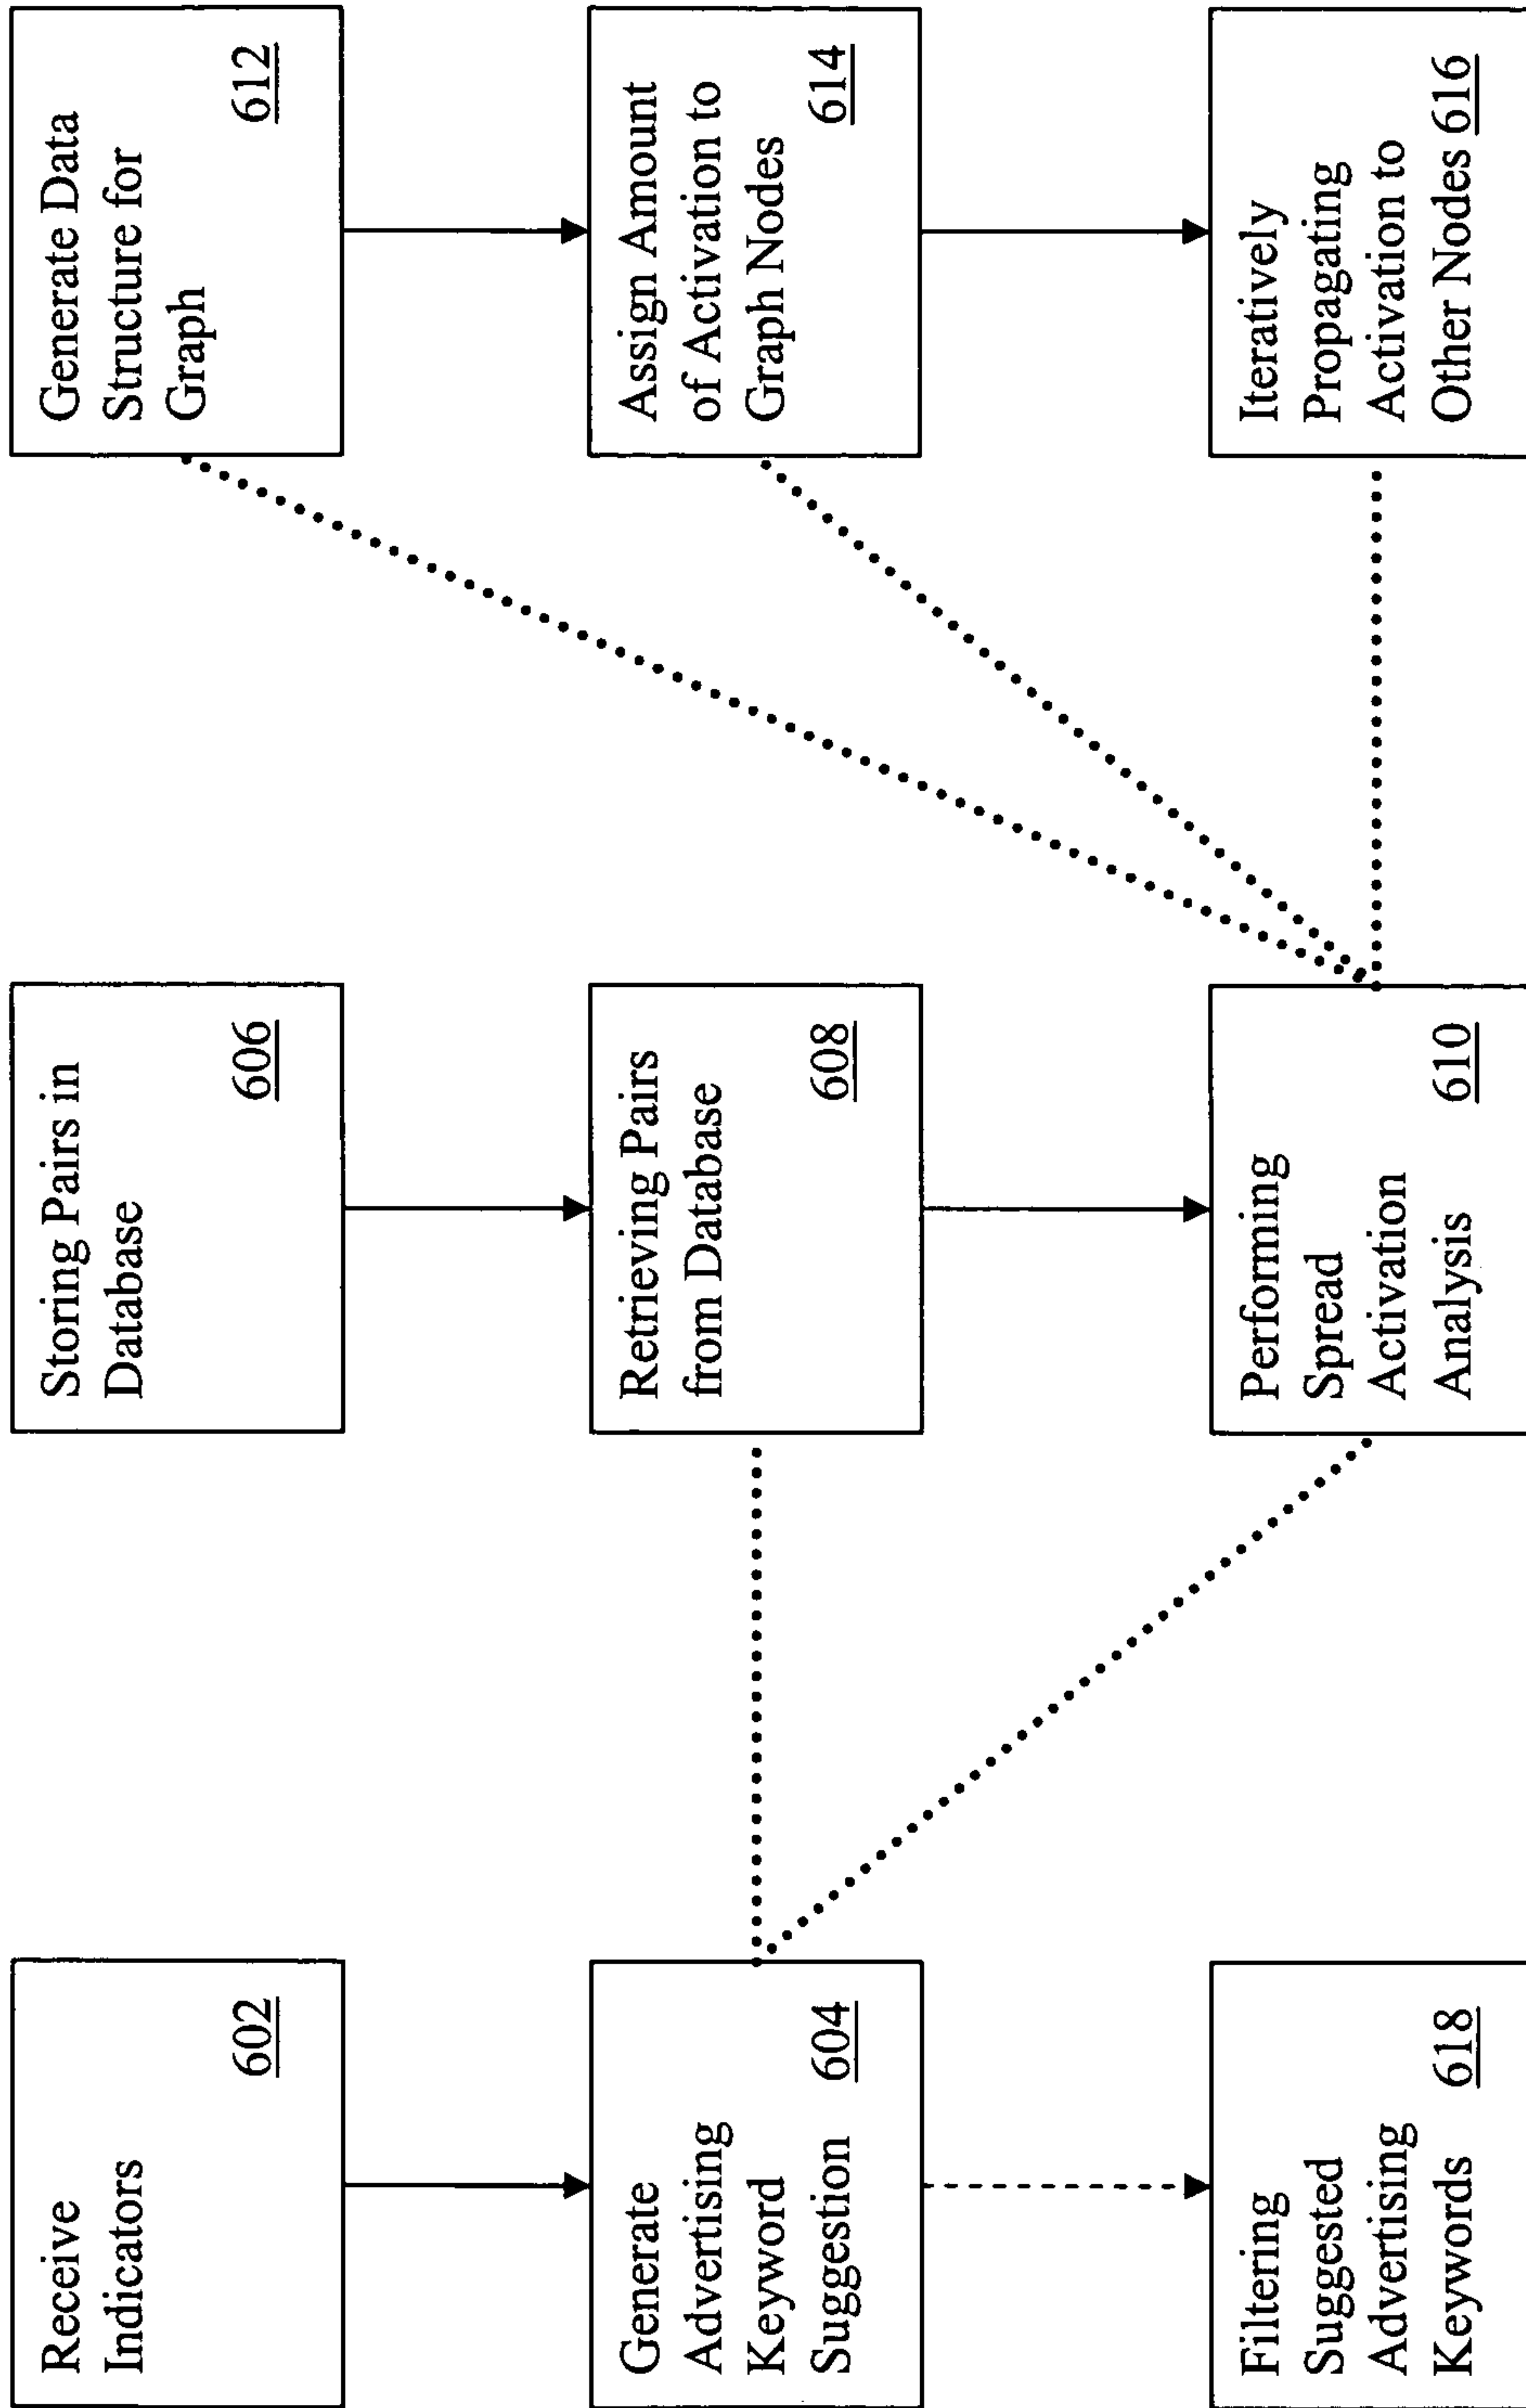 Receive
Indicators
602
Generate
Advertising
Keyword
Suggestion 604
Filtering
Suggested
Advertising
Keywords 618
Storing Pairs in
Database
606
Retrieving Pairs
from Database
608
Performing
Spread
Activation
Analysis 610
Generate Data
Structure for
Graph
612
Assign Amount
of Activation to
Graph Nodes
614
Iteratively
Propagating
Activation to
Other Nodes 616